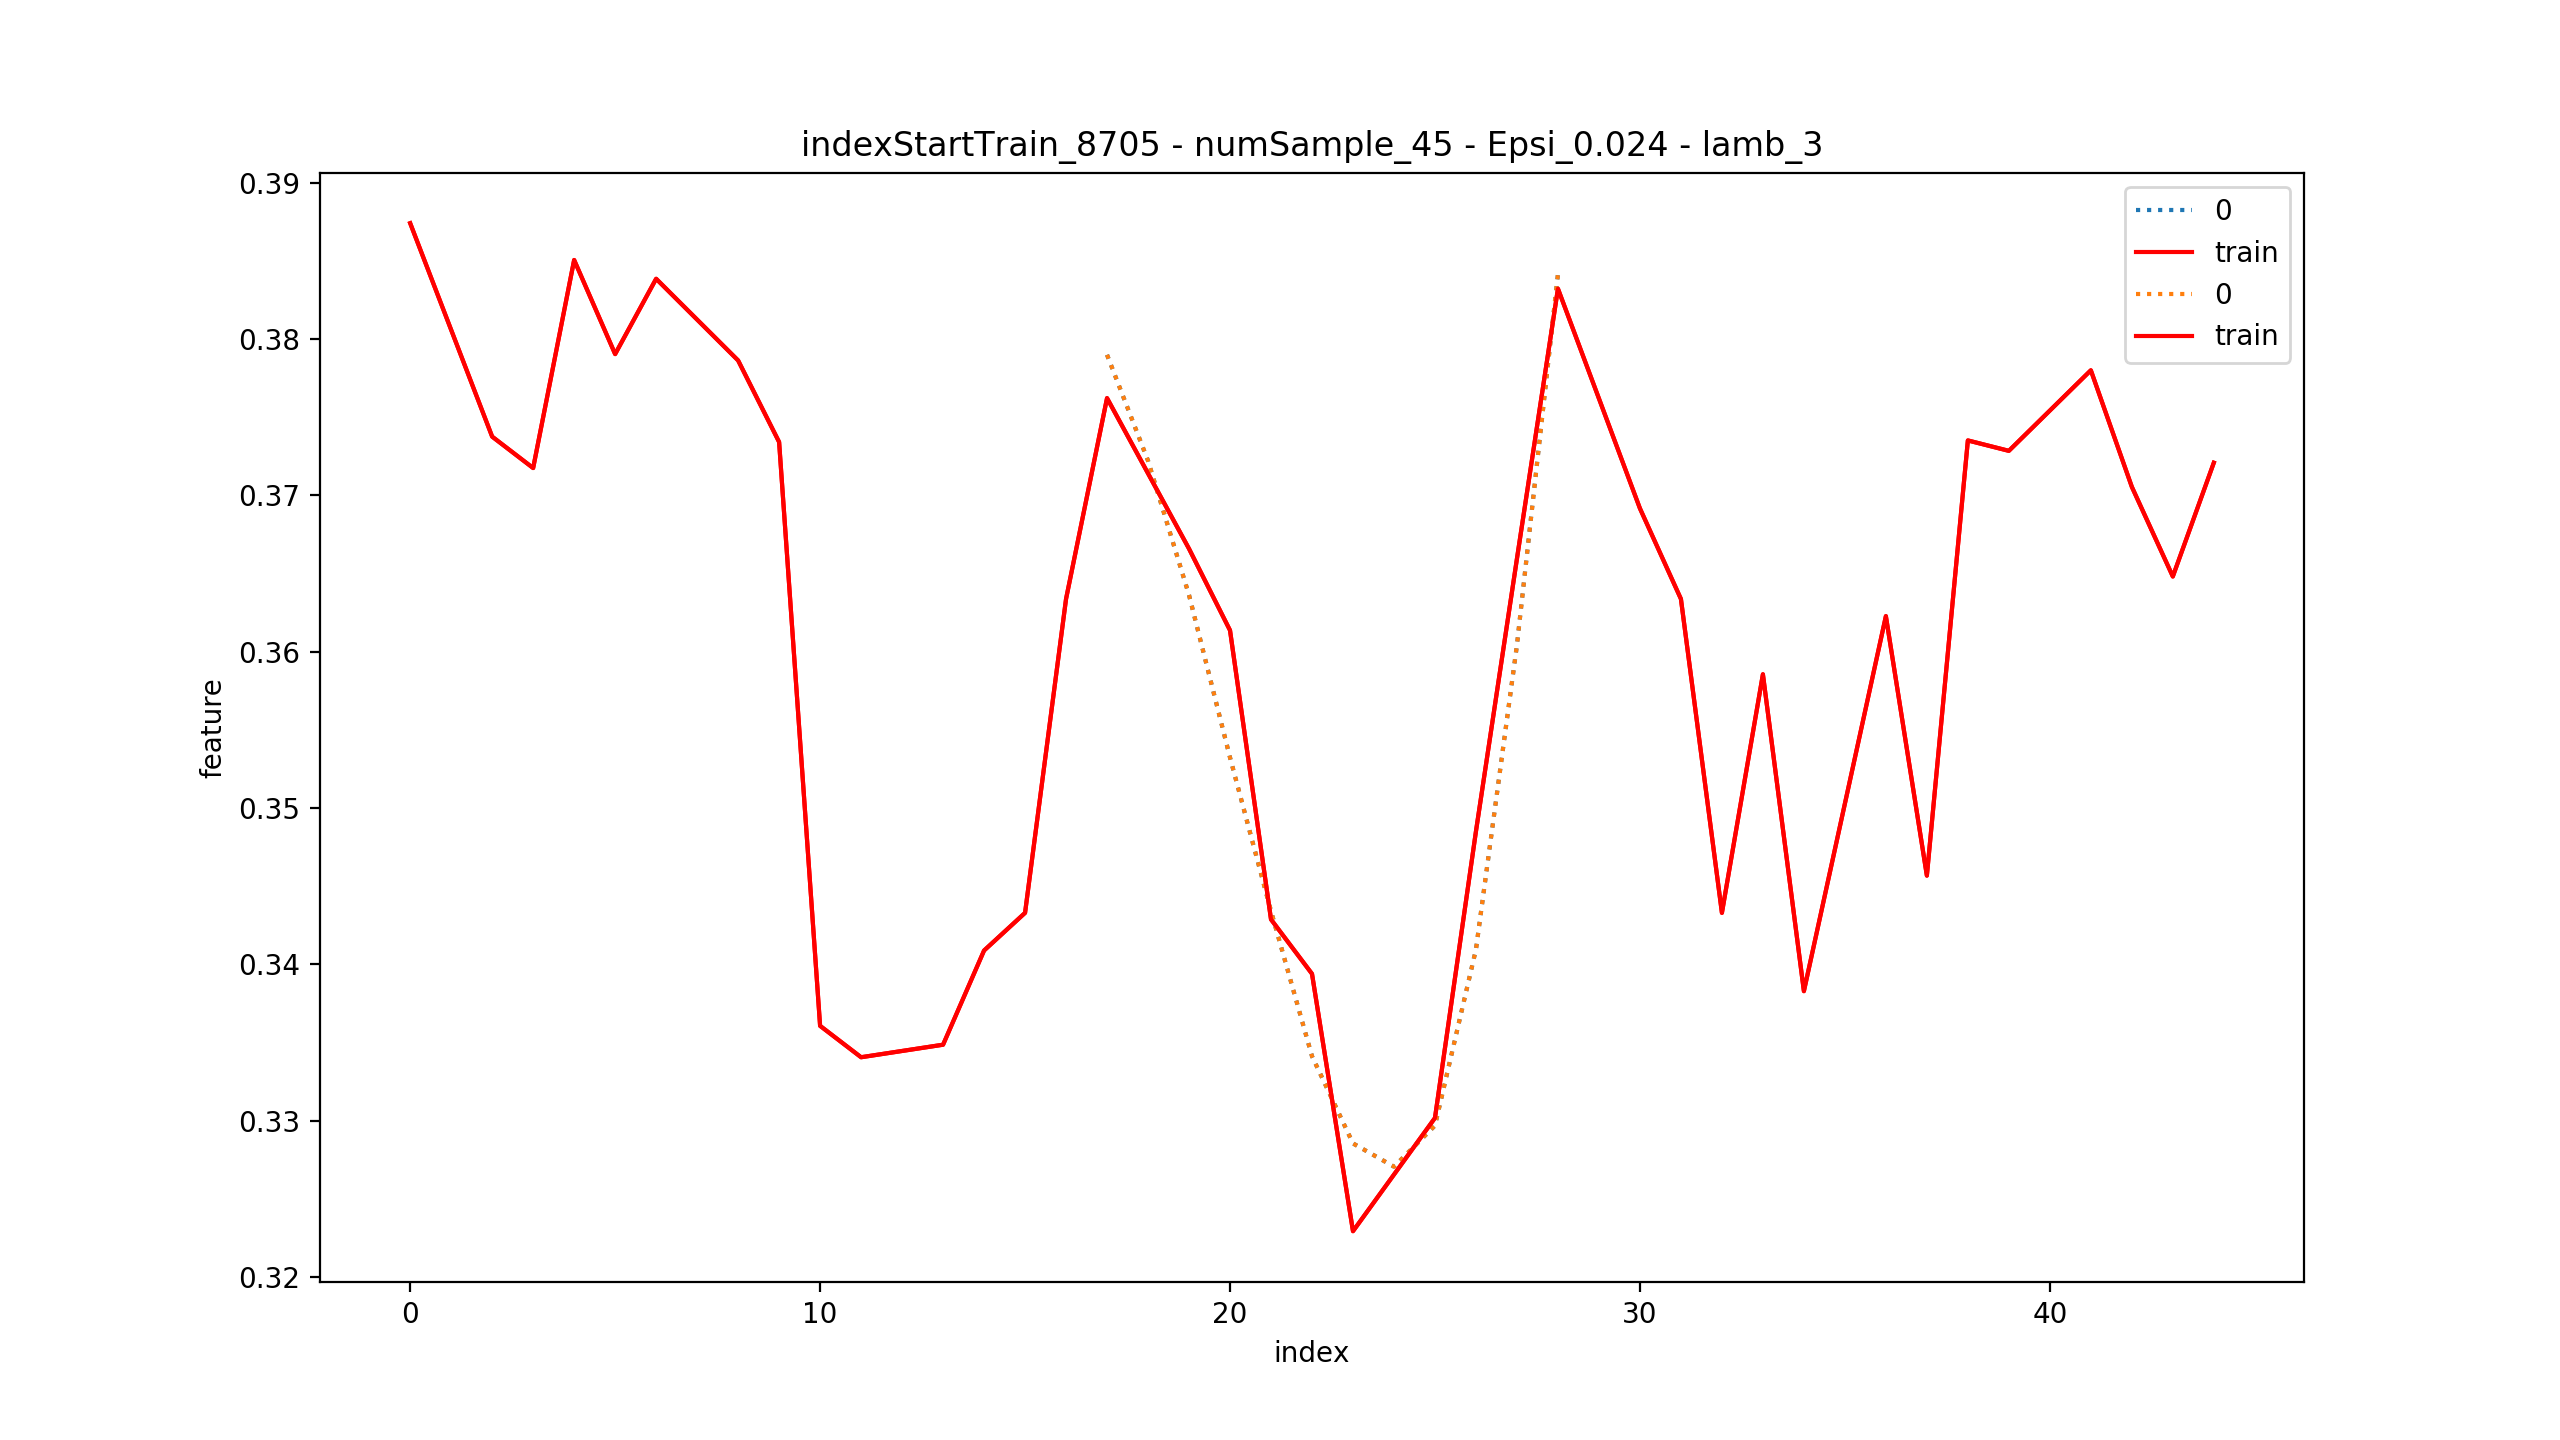 indexStartTrain_8705 - numSample_45 - Epsi_0.024 - lamb_3
0
train
0
train
0.39
0.38
0.37
0.36
0.35
0.34
0.33
0.32
feature
0 10 20 30 40
index